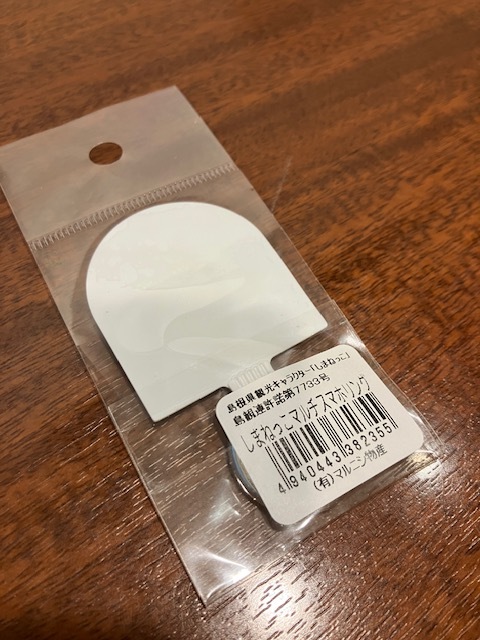 島根県観光キャラクター「しまねっこ」
島観連許諾第7733号
しまねっこマルチスマホリング
4940443382355
(有)マルニシ物産